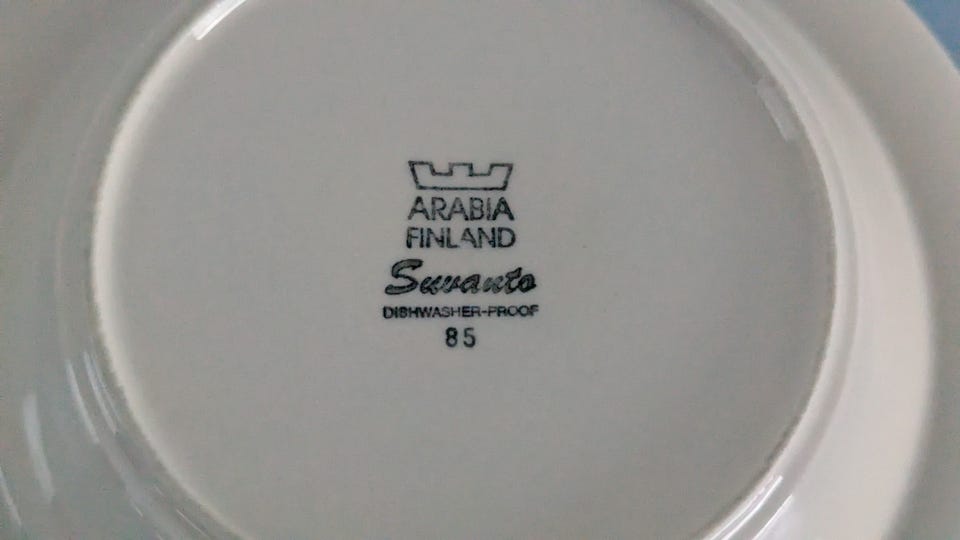 ARABIA
FINLAND
Suvanto
DISHWASHER-PROOF
85